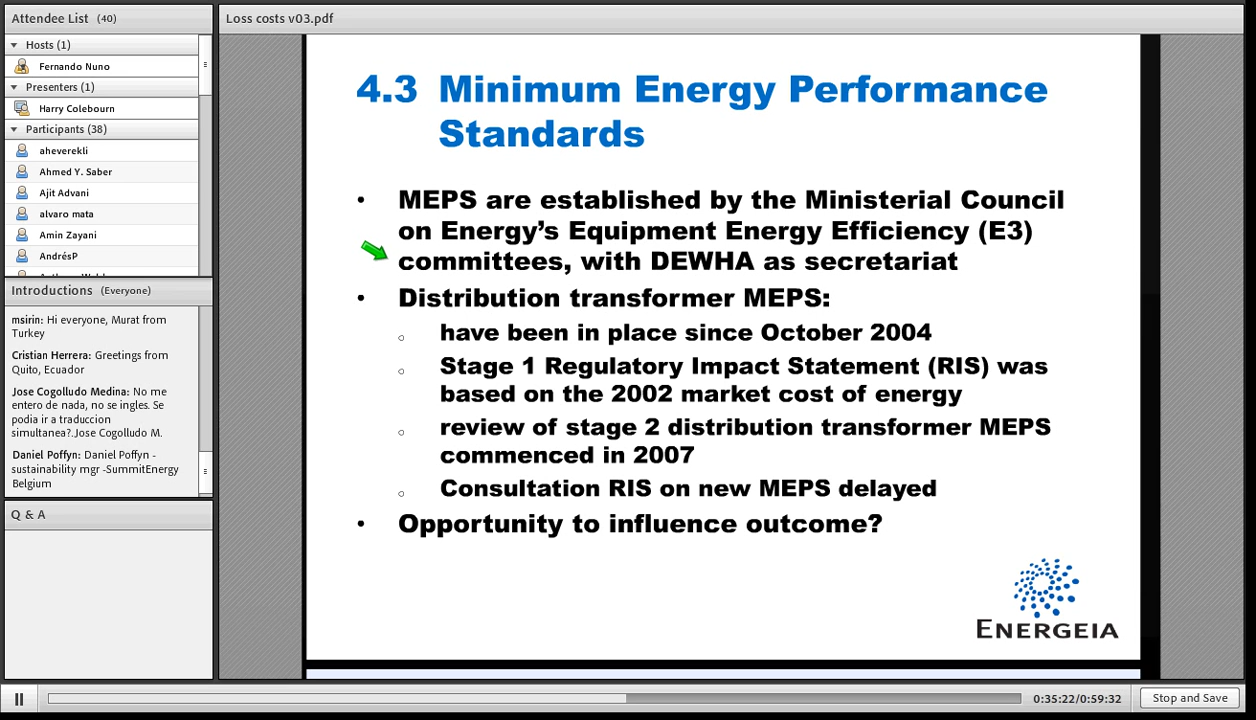 Attendee List (40)
Hosts (1)
Fernando Nuno
Presenters (1)
Harry Colebourn
Participants (38)
aheverekli
Ahmed Y. Saber
Ajit Advani
alvaro mata
Amin Zayani
AndrésP
Introductions (Everyone)
msirin: Hi everyone, Murat from
Turkey
Cristian Herrera: Greetings from
Quito, Ecuador
Jose Cogolludo Medina: No me
entero de nada, no se ingles. Se
podia ir a traduccion
simultanea?.Jose Cogolludo M.
Daniel Poffyn: Daniel Poffyn -
sustainability mgr -SummitEnergy
Belgium
Q & A
Loss costs v03.pdf
4.3 Minimum Energy Performance
Standards
• MEPS are established by the Ministerial Council
on Energy’s Equipment Energy Efficiency (E3)
committees, with DEWHA as secretariat
• Distribution transformer MEPS:
○ have been in place since October 2004
○ Stage 1 Regulatory Impact Statement (RIS) was
based on the 2002 market cost of energy
○ review of stage 2 distribution transformer MEPS
commenced in 2007
○ Consultation RIS on new MEPS delayed
• Opportunity to influence outcome?
ENERGEIA
0:35:22/0:59:32
Stop and Save